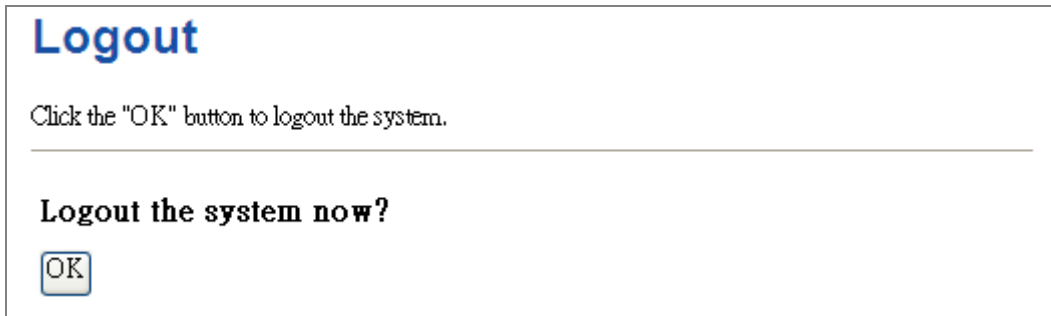 Logout
Click the "OK" button to logout the system.
Logout the system now?
OK